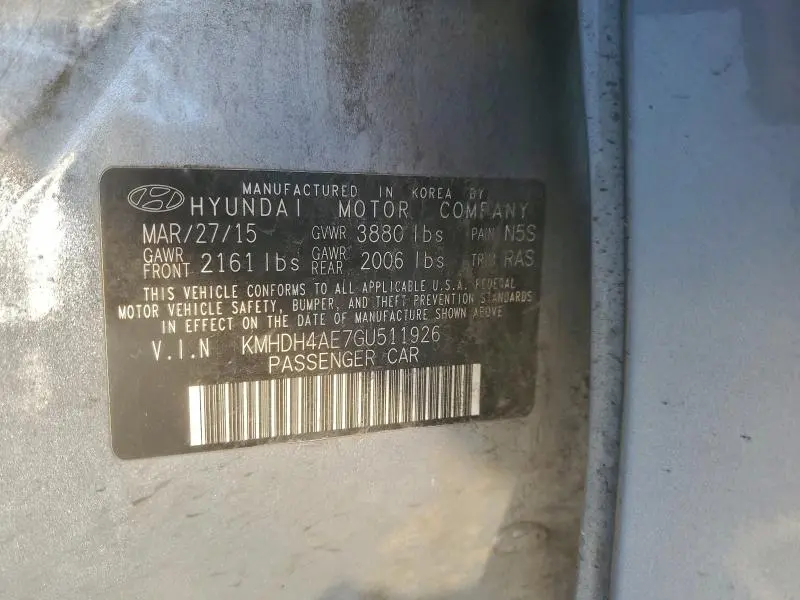 MANUFACTURED IN KOREA BY
HYUNDAI MOTOR COMPANY
MAR/27/15 GVWR 3880 lbs PAINT N5S
GAWR FRONT 2161 lbs GAWR REAR 2006 lbs TRIM RAS
THIS VEHICLE CONFORMS TO ALL APPLICABLE U.S.A. FEDERAL
MOTOR VEHICLE SAFETY, BUMPER, AND THEFT PREVENTION STANDARDS
IN EFFECT ON THE DATE OF MANUFACTURE SHOWN ABOVE
V.I.N KMHDH4AE7GU511926
PASSENGER CAR